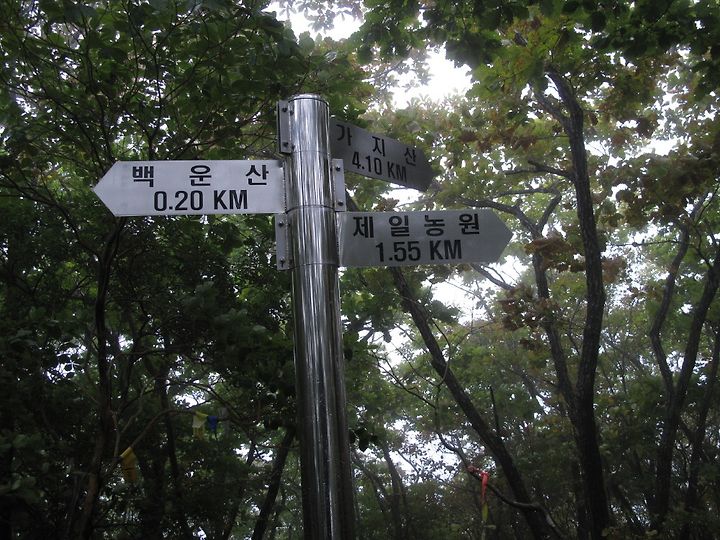 백 운 산
0.20 KM
가 지 산
4.10 KM
제 일 농 원
1.55 KM